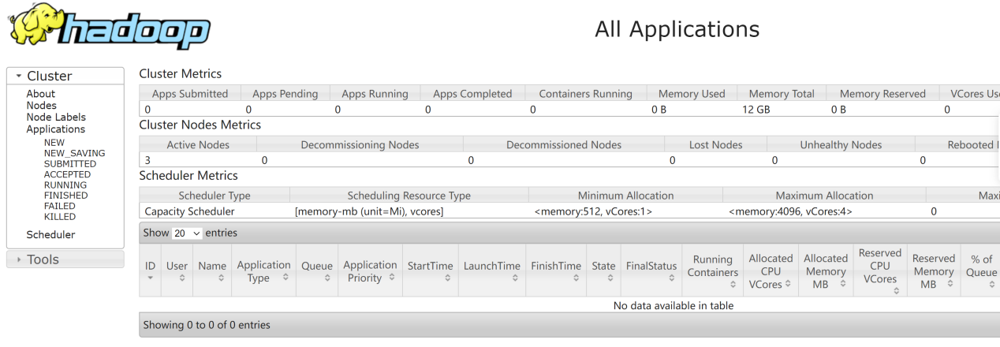 hadoop
All Applications
Cluster
About
Nodes
Node Labels
Applications
NEW
NEW_SAVING
SUBMITTED
ACCEPTED
RUNNING
FINISHED
FAILED
KILLED
Scheduler
Tools
Cluster Metrics
Apps Submitted Apps Pending Apps Running Apps Completed Containers Running Memory Used Memory Total Memory Reserved VCores Use
0 0 0 0 0 0 B 12 GB 0 B 0
Cluster Nodes Metrics
Active Nodes Decommissioning Nodes Decommissioned Nodes Lost Nodes Unhealthy Nodes Rebooted
3 0 0 0 0 0
Scheduler Metrics
Scheduler Type Scheduling Resource Type Minimum Allocation Maximum Allocation Maxi
Capacity Scheduler [memory-mb (unit=Mi), vcores] <memory:512, vCores:1> <memory:4096, vCores:4> 0
Show 20 entries
ID User Name Application Type Queue Application Priority StartTime LaunchTime FinishTime State FinalStatus Running Containers Allocated CPU VCores Allocated Memory MB Reserved CPU VCores Reserved Memory MB % of Queue
No data available in table
Showing 0 to 0 of 0 entries